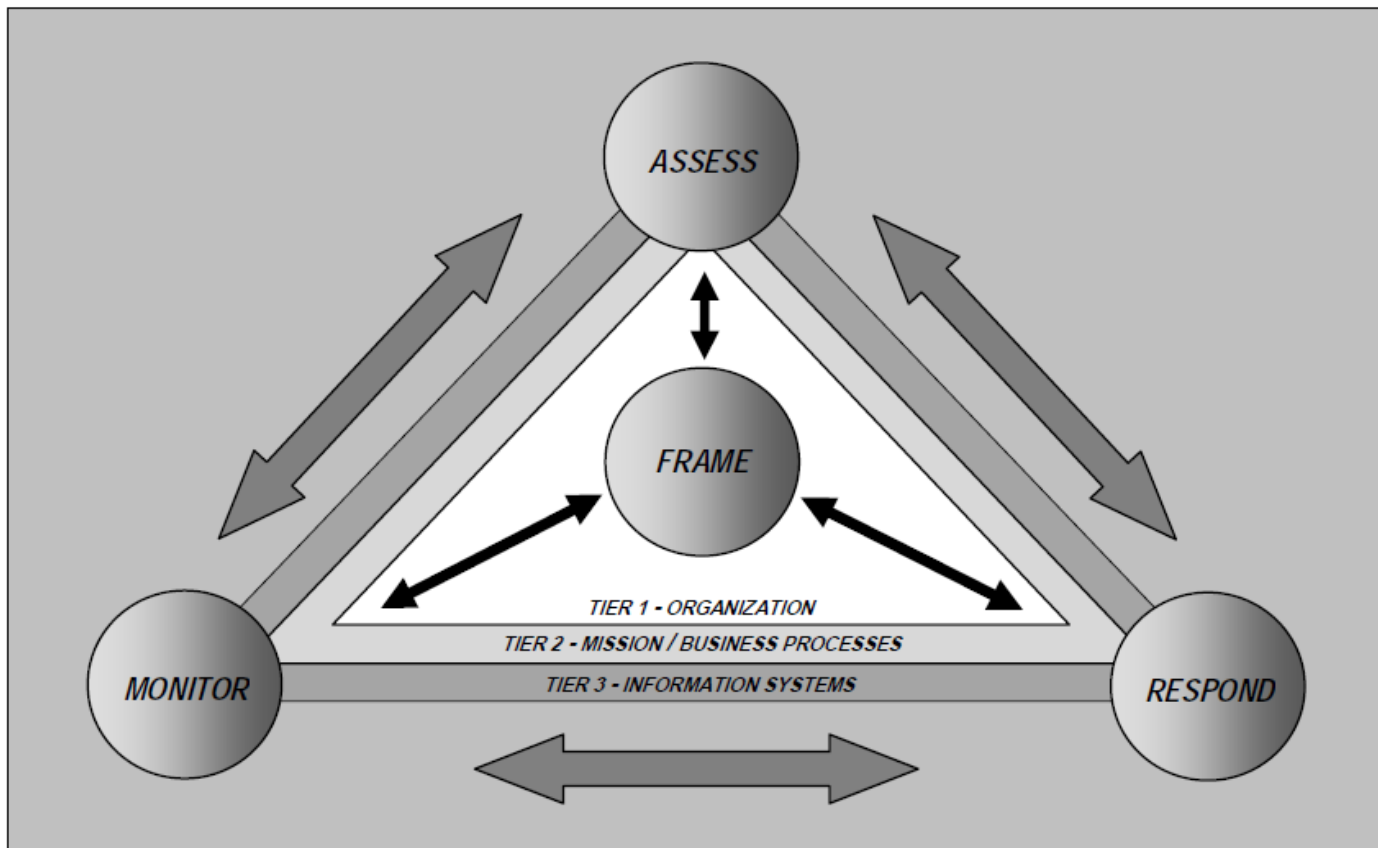 ASSESS
FRAME
TIER 1 - ORGANIZATION
TIER 2 - MISSION / BUSINESS PROCESSES
MONITOR
TIER 3 - INFORMATION SYSTEMS
RESPOND